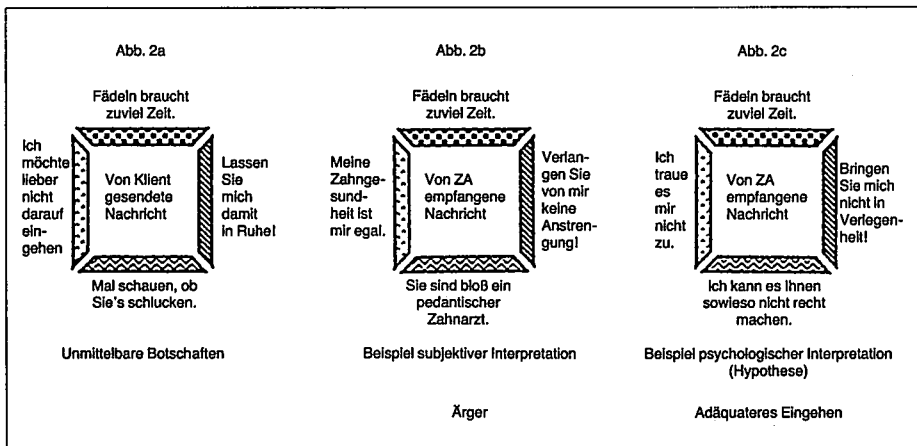 Abb. 2a
Fädeln braucht
zuviel Zeit.
Ich
möchte
lieber
nicht
darauf
ein-
gehen
Von Klient
gesendete
Nachricht
Lassen
Sie
mich
damit
in Ruhe!
Mal schauen, ob
Sie's schlucken.
Unmittelbare Botschaften
Abb. 2b
Fädeln braucht
zuviel Zeit.
Meine
Zahnge-
sund-
heit ist
mir egal.
Von ZA
empfangene
Nachricht
Verlan-
gen Sie
von mir
keine
Anstren-
gung!
Sie sind bloß ein
pedantischer
Zahnarzt.
Beispiel subjektiver Interpretation
Ärger
Abb. 2c
Fädeln braucht
zuviel Zeit.
Ich
traue
es
mir
nicht
zu.
Von ZA
empfangene
Nachricht
Bringen
Sie mich
nicht in
Verlegen-
heit!
Ich kann es Ihnen
sowieso nicht recht
machen.
Beispiel psychologischer Interpretation
(Hypothese)
Adäquateres Eingehen